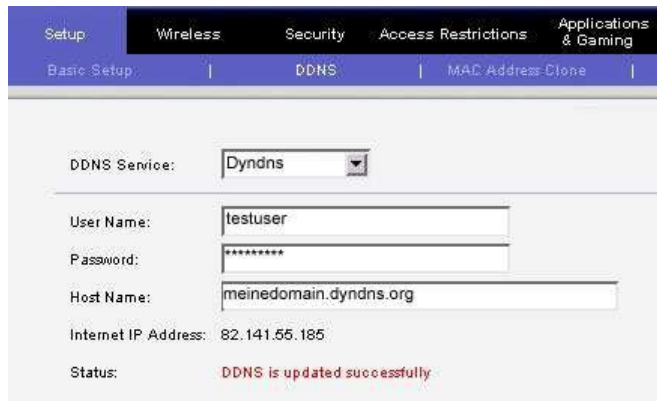 Setup Wireless Security Access Restrictions Applications & Gaming
Basic Setup | DDNS | MAC Address Clone |
DDNS Service: Dyndns
User Name: testuser
Password: *********
Host Name: meinedomain.dyndns.org
Internet IP Address: 82.141.55.185
Status: DDNS is updated successfully